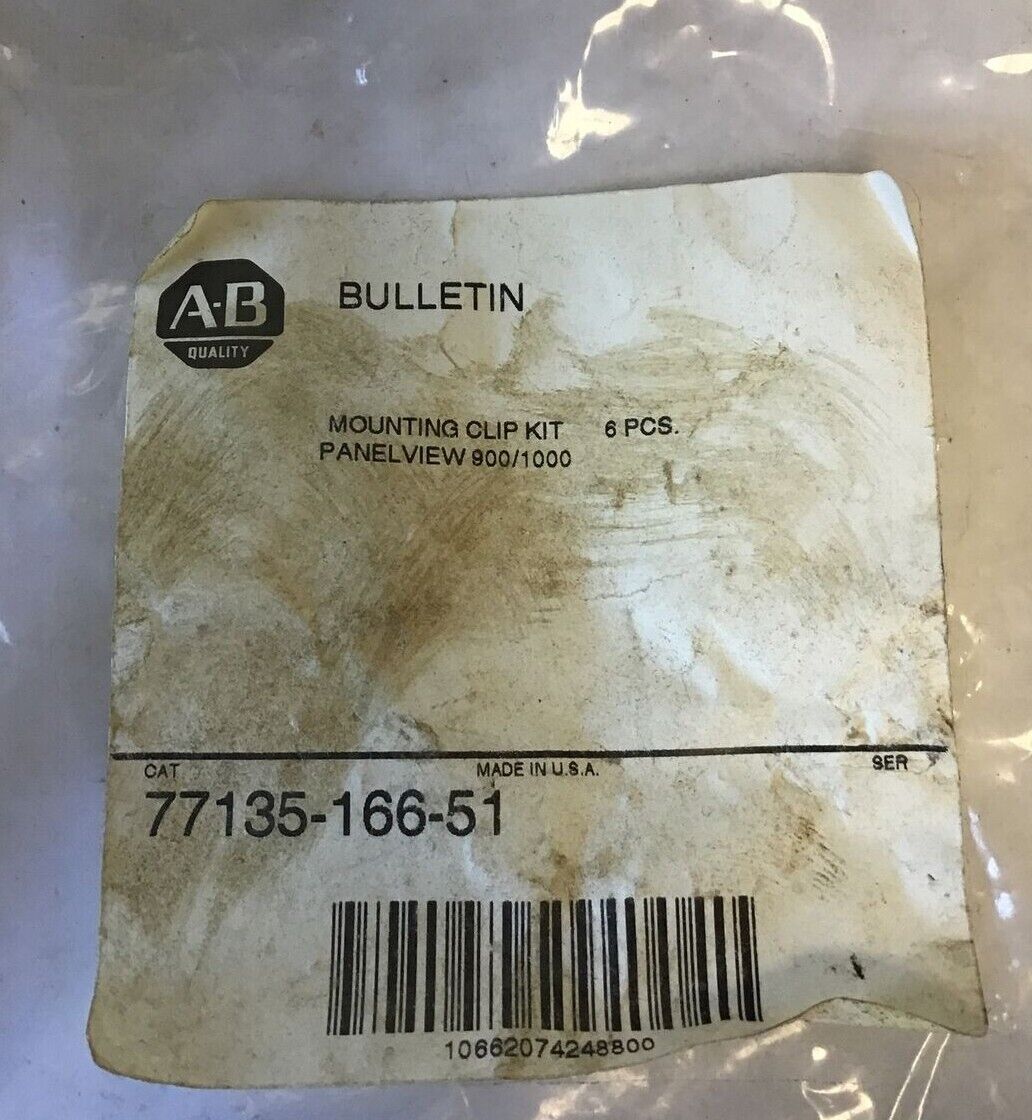 A-B
QUALITY
BULLETIN
MOUNTING CLIP KIT 6 PCS.
PANELVIEW 900/1000
CAT MADE IN U.S.A. SER
77135-166-51
10662074248800